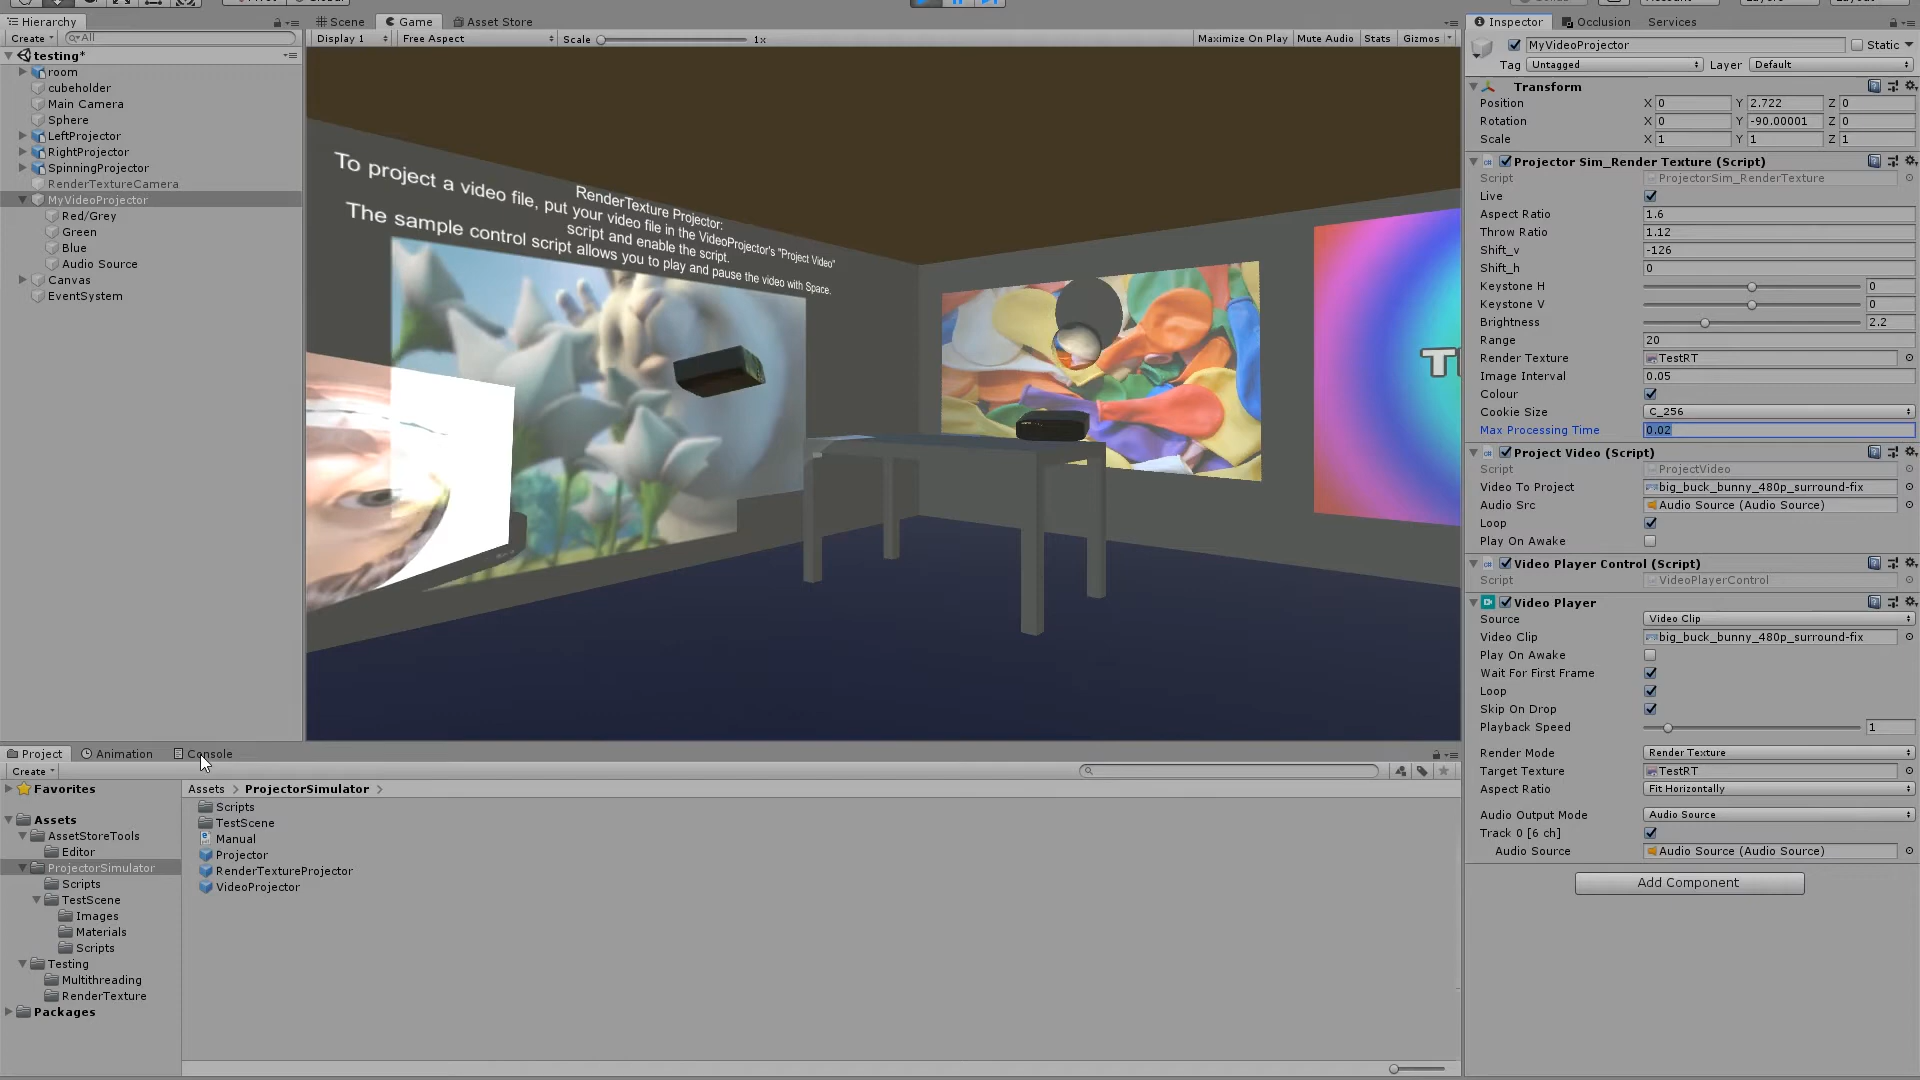 Hierarchy
Scene
Game
Asset Store
Inspector
Occlusion
Services
Create
All
Display 1
Free Aspect
Scale
1x
Maximize On Play
Mute Audio
Stats
Gizmos
testing*
room
cubeholder
Main Camera
Sphere
LeftProjector
RightProjector
SpinningProjector
RenderTextureCamera
MyVideoProjector
Red/Grey
Green
Blue
Audio Source
Canvas
EventSystem
To project a video file, put your video file in the VideoProjector's "Project Video"
RenderTexture Projector:
script and enable the script.
The sample control script allows you to play and pause the video with Space.
MyVideoProjector
Static
Tag Untagged
Layer Default
Transform
Position X 0 Y 2.722 Z 0
Rotation X 0 Y -90.00001 Z 0
Scale X 1 Y 1 Z 1
Projector Sim_Render Texture (Script)
Script ProjectorSim_RenderTexture
Live
Aspect Ratio 1.6
Throw Ratio 1.12
Shift_v -126
Shift_h 0
Keystone H 0
Keystone V 0
Brightness 2.2
Range 20
Render Texture TestRT
Image Interval 0.05
Colour
Cookie Size C_256
Max Processing Time 0.02
Project Video (Script)
Script ProjectVideo
Video To Project big_buck_bunny_480p_surround-fix
Audio Src Audio Source (Audio Source)
Loop
Play On Awake
Video Player Control (Script)
Script VideoPlayerControl
Video Player
Source Video Clip
Video Clip big_buck_bunny_480p_surround-fix
Play On Awake
Wait For First Frame
Loop
Skip On Drop
Playback Speed 1
Render Mode Render Texture
Target Texture TestRT
Aspect Ratio Fit Horizontally
Audio Output Mode Audio Source
Track 0 [6 ch]
Audio Source Audio Source (Audio Source)
Add Component
Project
Animation
Console
Create
Favorites
Assets
AssetStoreTools
Editor
ProjectorSimulator
Scripts
TestScene
Images
Materials
Scripts
Testing
Multithreading
RenderTexture
Packages
Assets > ProjectorSimulator >
Scripts
TestScene
Manual
Projector
RenderTextureProjector
VideoProjector